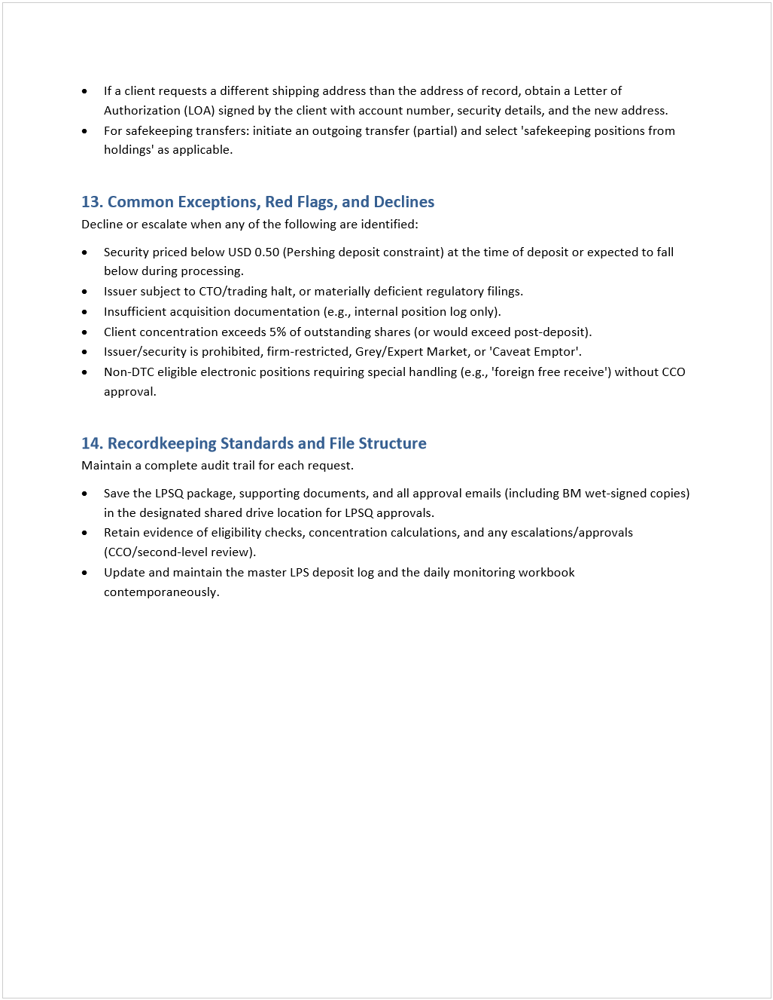 • If a client requests a different shipping address than the address of record, obtain a Letter of
Authorization (LOA) signed by the client with account number, security details, and the new address.
• For safekeeping transfers: initiate an outgoing transfer (partial) and select 'safekeeping positions from
holdings' as applicable.
13. Common Exceptions, Red Flags, and Declines
Decline or escalate when any of the following are identified:
• Security priced below USD 0.50 (Pershing deposit constraint) at the time of deposit or expected to fall
below during processing.
• Issuer subject to CTO/trading halt, or materially deficient regulatory filings.
• Insufficient acquisition documentation (e.g., internal position log only).
• Client concentration exceeds 5% of outstanding shares (or would exceed post-deposit).
• Issuer/security is prohibited, firm-restricted, Grey/Expert Market, or 'Caveat Emptor'.
• Non-DTC eligible electronic positions requiring special handling (e.g., 'foreign free receive') without CCO
approval.
14. Recordkeeping Standards and File Structure
Maintain a complete audit trail for each request.
• Save the LPSQ package, supporting documents, and all approval emails (including BM wet-signed copies)
in the designated shared drive location for LPSQ approvals.
• Retain evidence of eligibility checks, concentration calculations, and any escalations/approvals
(CCO/second-level review).
• Update and maintain the master LPS deposit log and the daily monitoring workbook
contemporaneously.